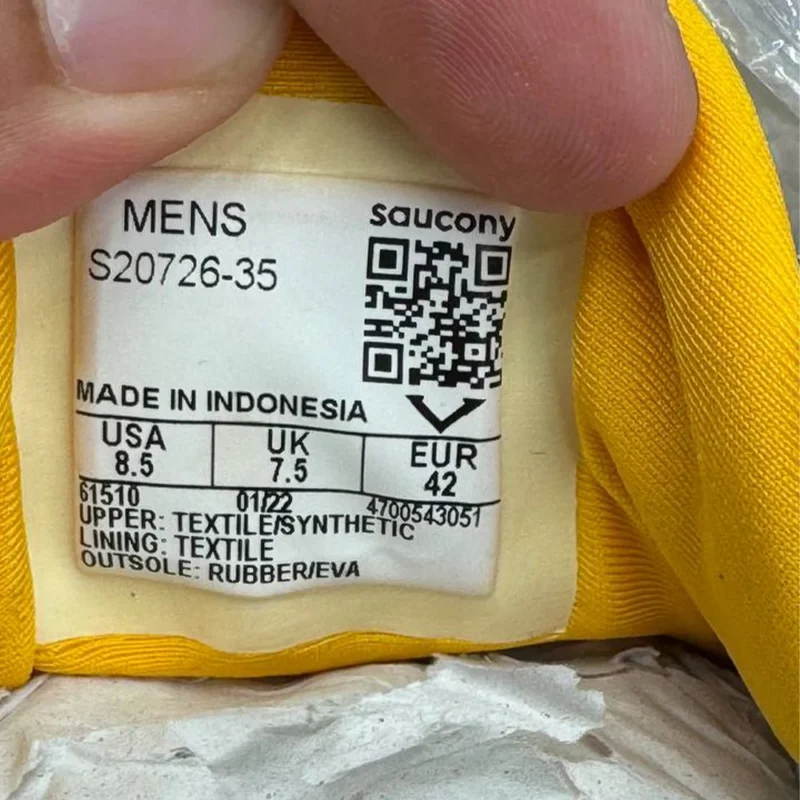 MENS
saucony
S20726-35
MADE IN INDONESIA
USA UK EUR
8.5 7.5 42
61510 01/22 4700543051
UPPER: TEXTILE/SYNTHETIC
LINING: TEXTILE
OUTSOLE: RUBBER/EVA